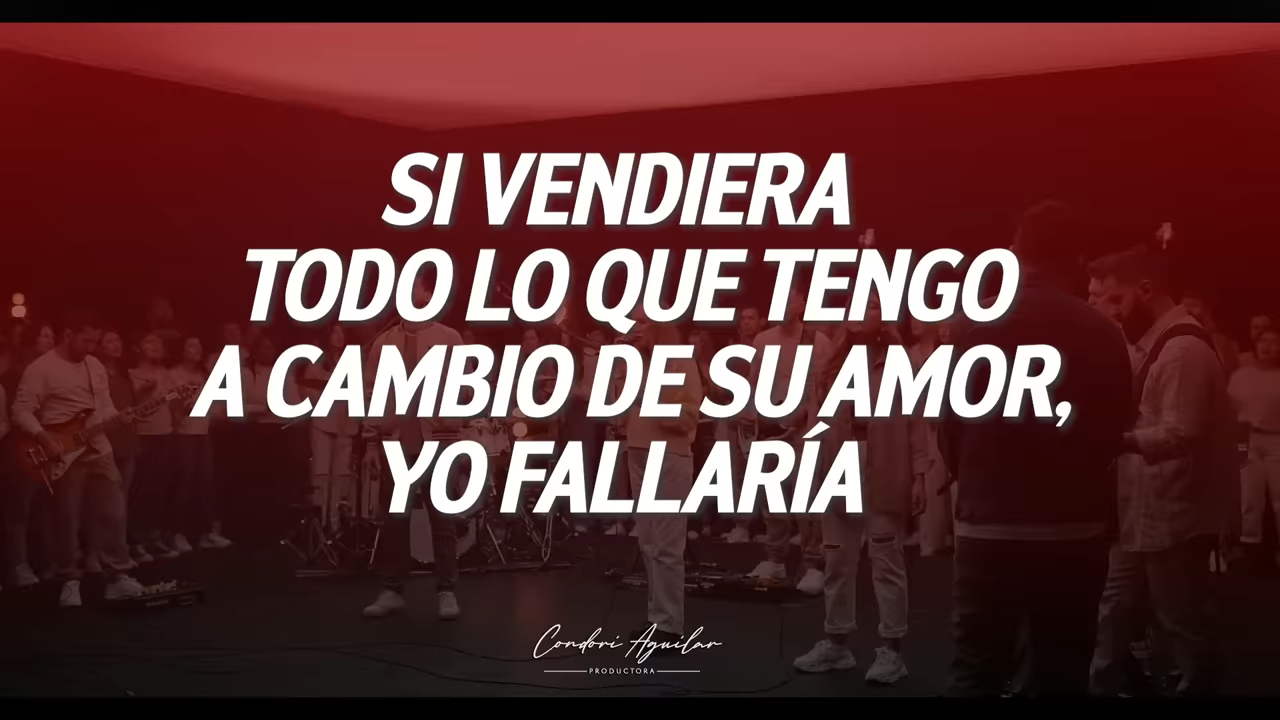 SI VENDIERA
TODO LO QUE TENGO
A CAMBIO DE SU AMOR,
YO FALLARÍA
Condori Aguilar
PRODUCTORA